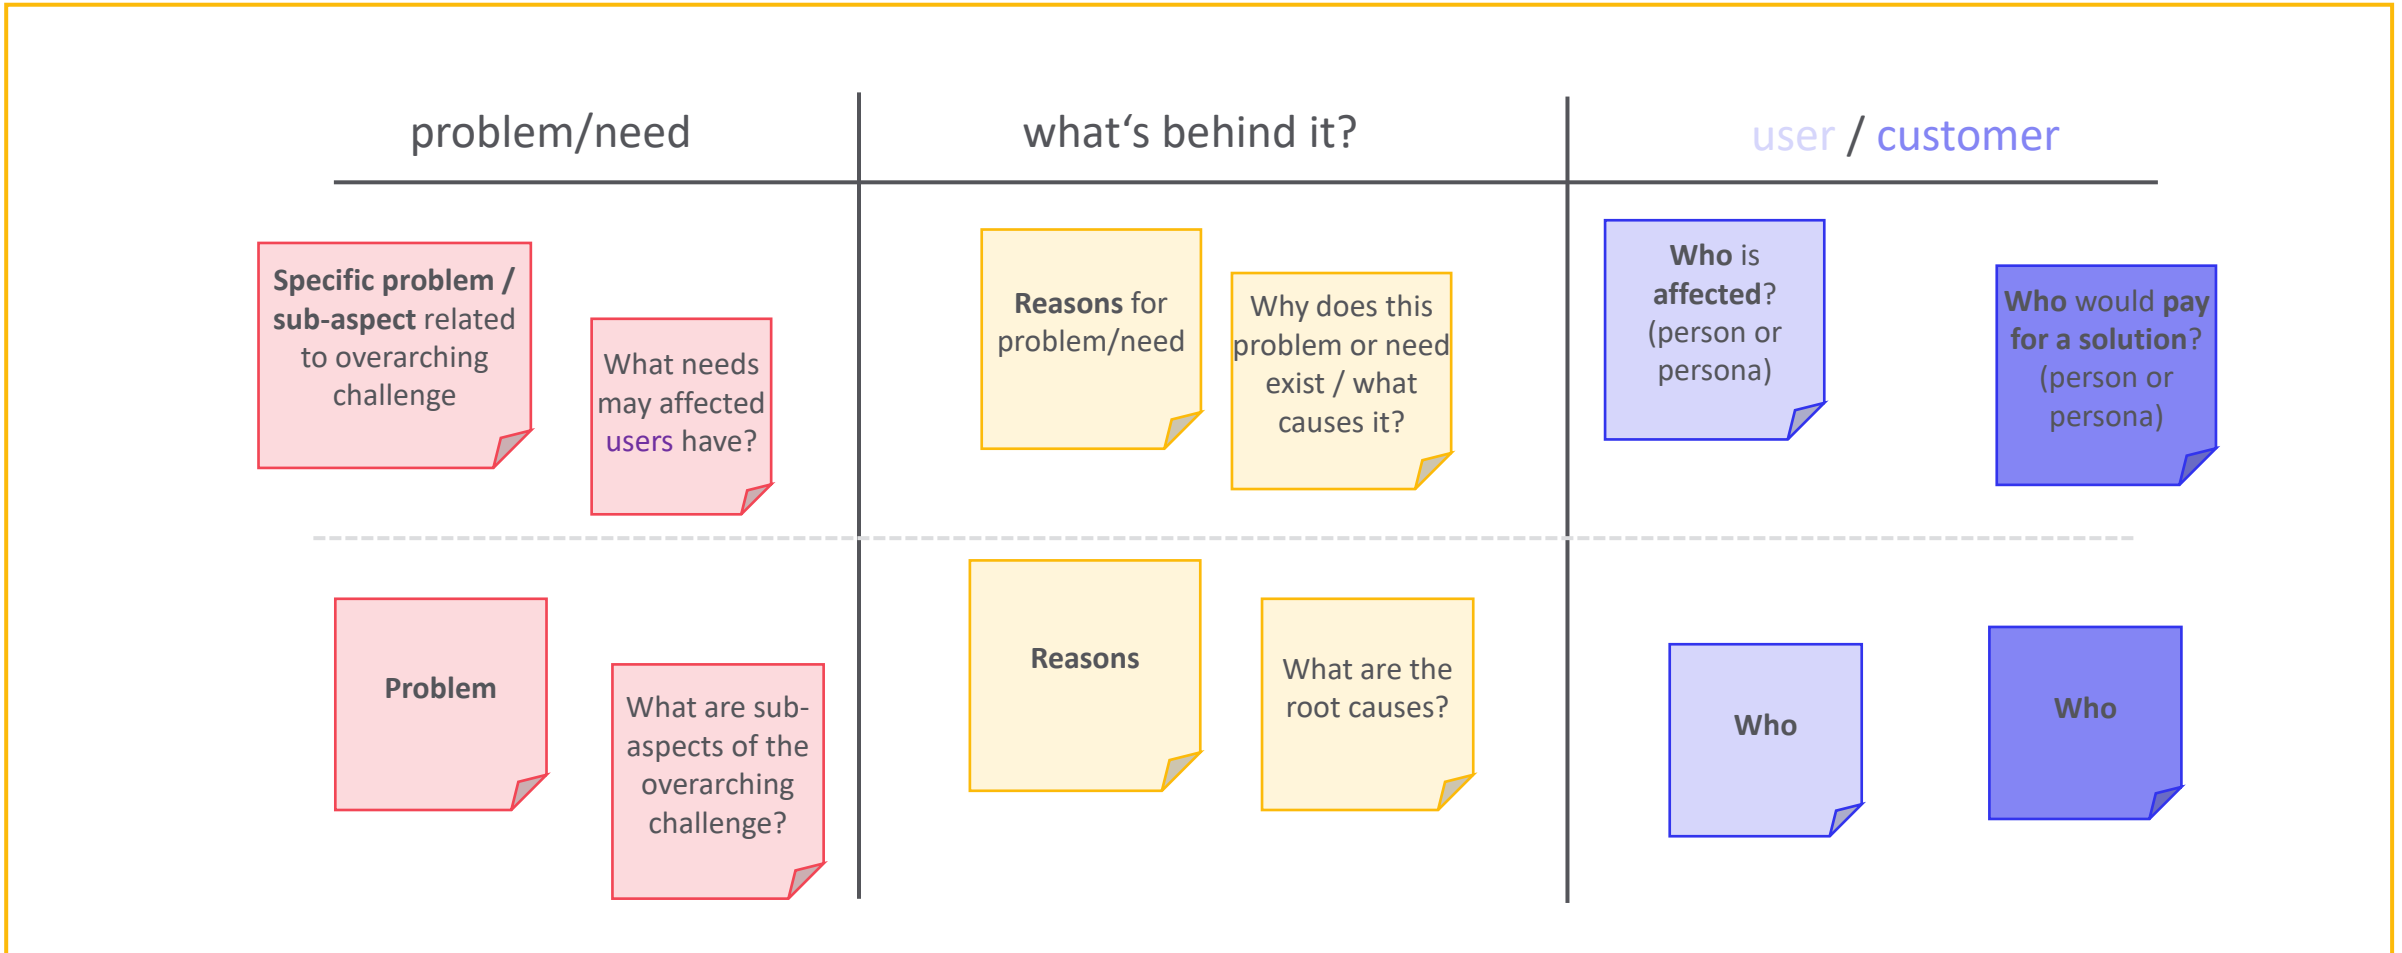 problem/need
what‘s behind it?
user / customer
Specific problem /
sub-aspect related
to overarching
challenge
What needs
may affected
users have?
Reasons for
problem/need
Why does this
problem or need
exist / what
causes it?
Who is
affected?
(person or
persona)
Who would pay
for a solution?
(person or
persona)
Problem
What are sub-
aspects of the
overarching
challenge?
Reasons
What are the
root causes?
Who
Who